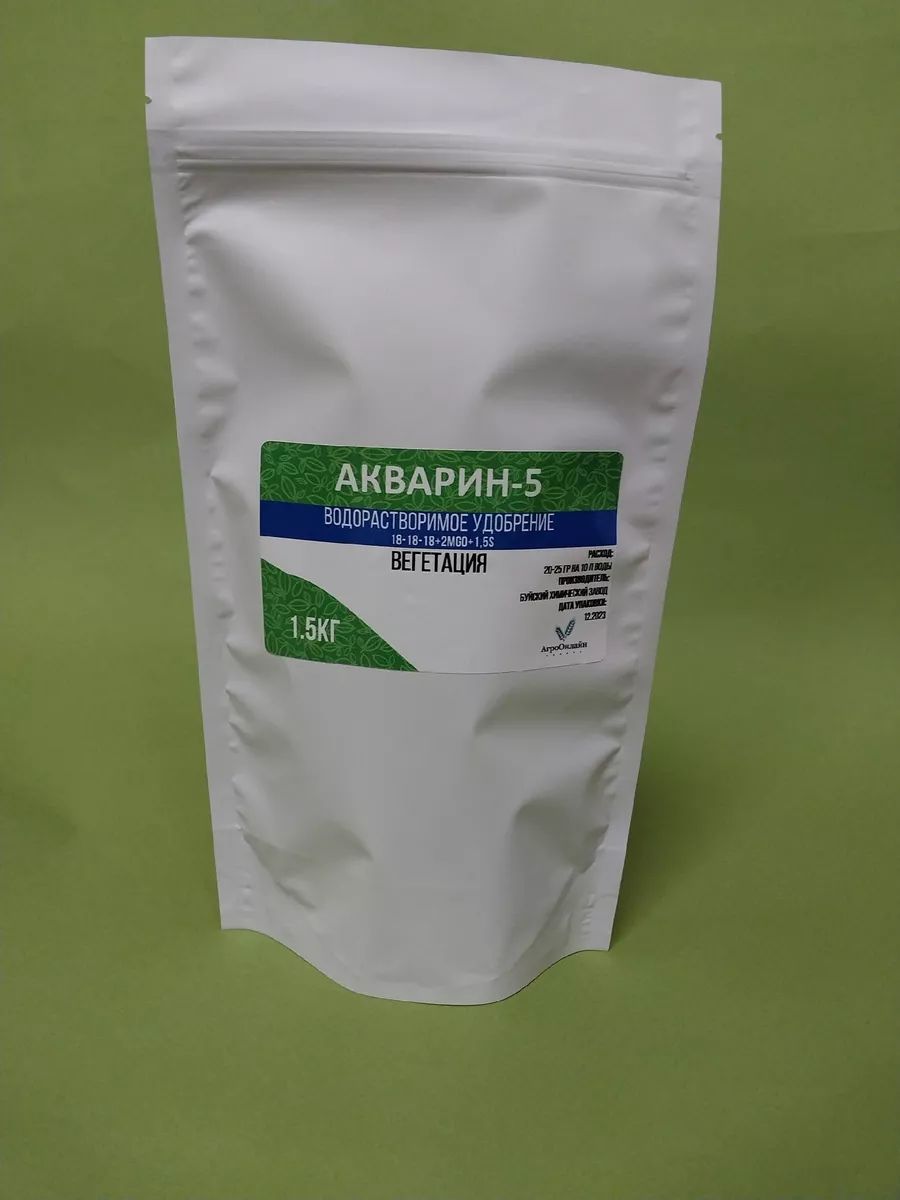 АКВАРИН-5
ВОДОРАСТВОРИМОЕ УДОБРЕНИЕ
18-18-18+2MGO+1,5S
ВЕГЕТАЦИЯ
РАСХОД:
20-25 ГР НА 10 Л ВОДЫ
ПРОИЗВОДИТЕЛЬ:
БУЙСКИЙ ХИМИЧЕСКИЙ ЗАВОД
ДАТА УПАКОВКИ:
12.2023
1.5КГ
АгроОнлайн